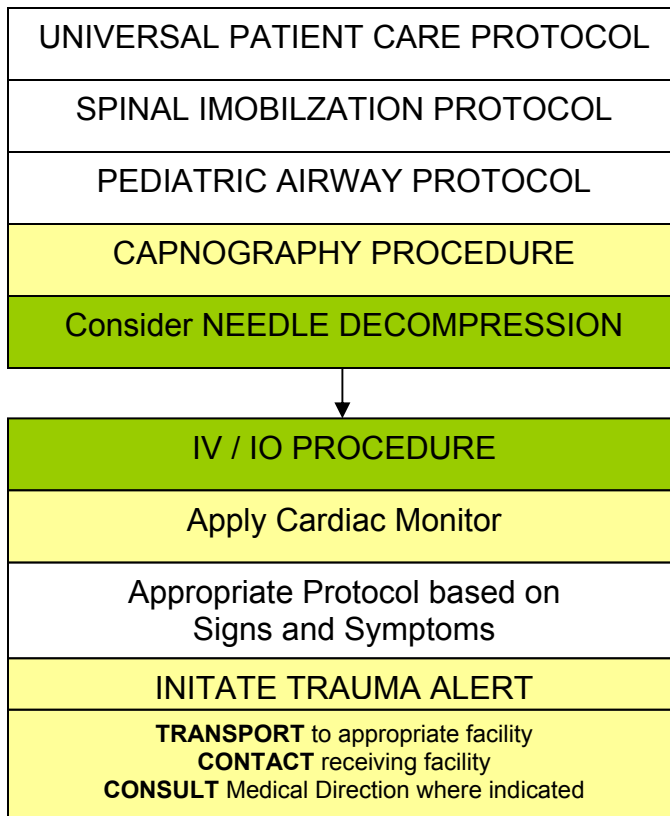 UNIVERSAL PATIENT CARE PROTOCOL
SPINAL IMOBILZATION PROTOCOL
PEDIATRIC AIRWAY PROTOCOL
CAPNOGRAPHY PROCEDURE
Consider NEEDLE DECOMPRESSION
IV / IO PROCEDURE
Apply Cardiac Monitor
Appropriate Protocol based on
Signs and Symptoms
INITATE TRAUMA ALERT
TRANSPORT to appropriate facility
CONTACT receiving facility
CONSULT Medical Direction where indicated